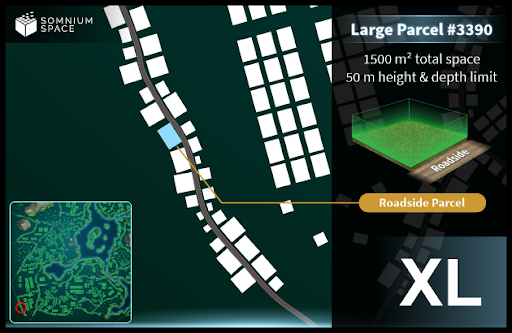 SOMNIUM
SPACE
Large Parcel #3390
1500 m² total space
50 m height & depth limit
Roadside
Roadside Parcel
XL